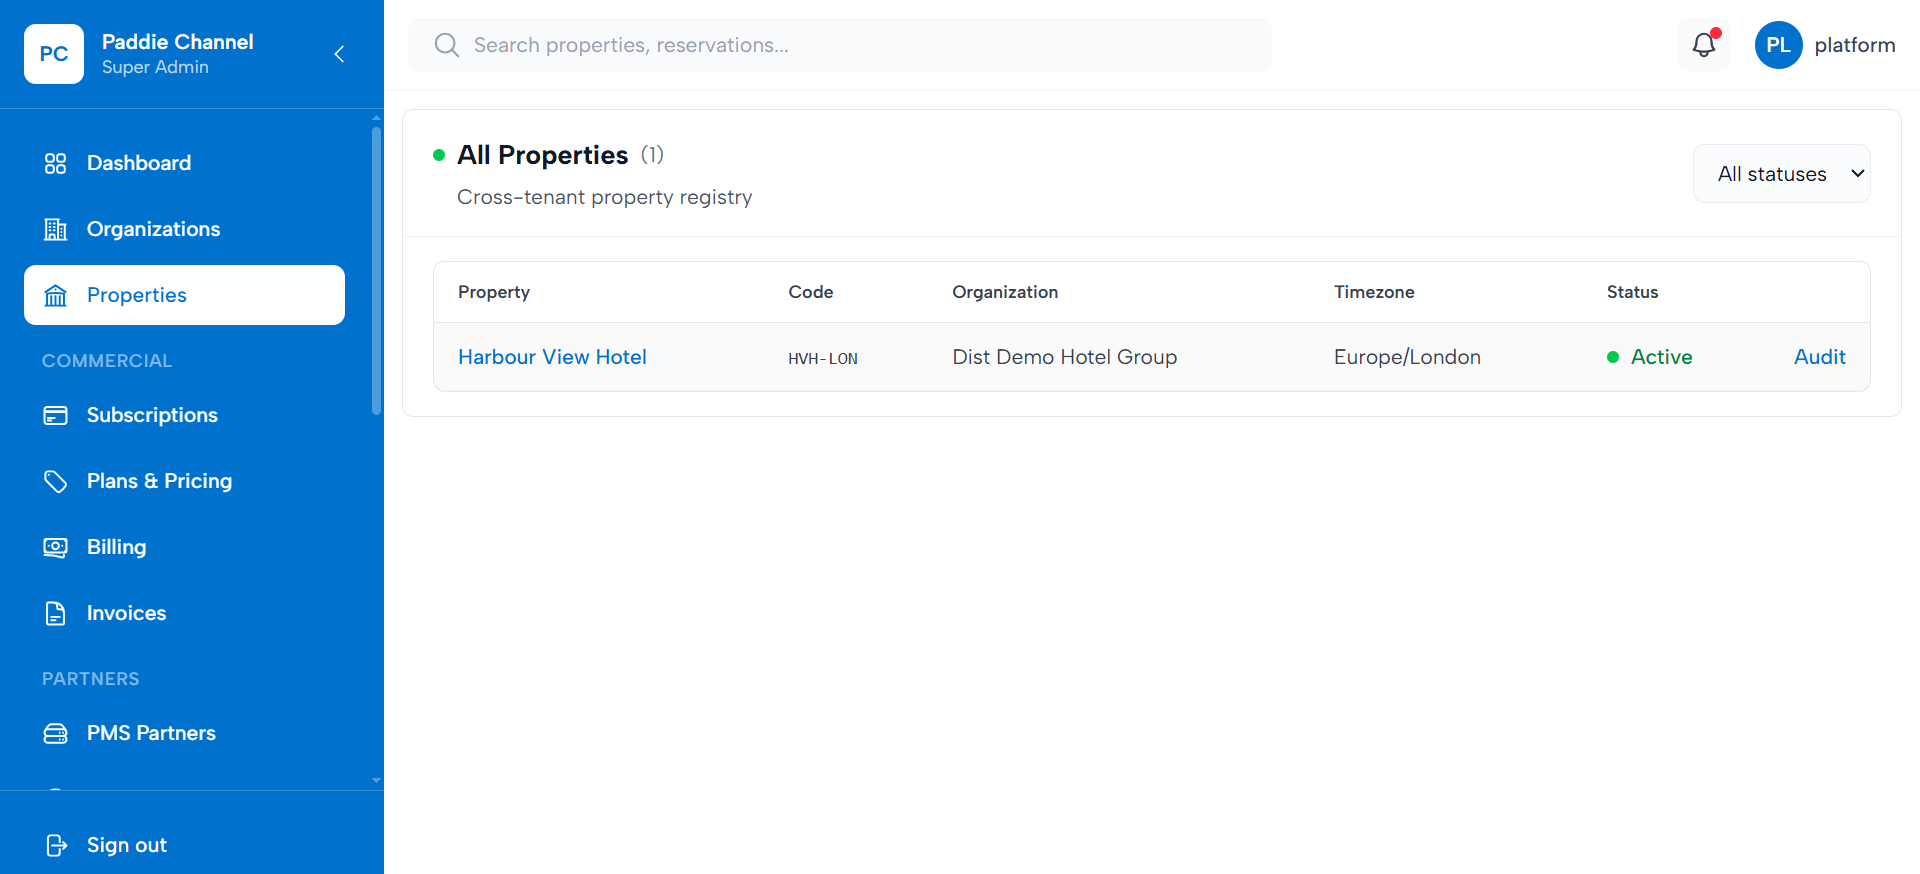 PC
Paddie Channel
Super Admin
Search properties, reservations...
PL
platform
Dashboard
Organizations
Properties
COMMERCIAL
Subscriptions
Plans & Pricing
Billing
Invoices
PARTNERS
PMS Partners
Sign out
All Properties (1)
Cross-tenant property registry
All statuses
Property Code Organization Timezone Status
Harbour View Hotel HVH-LON Dist Demo Hotel Group Europe/London Active Audit